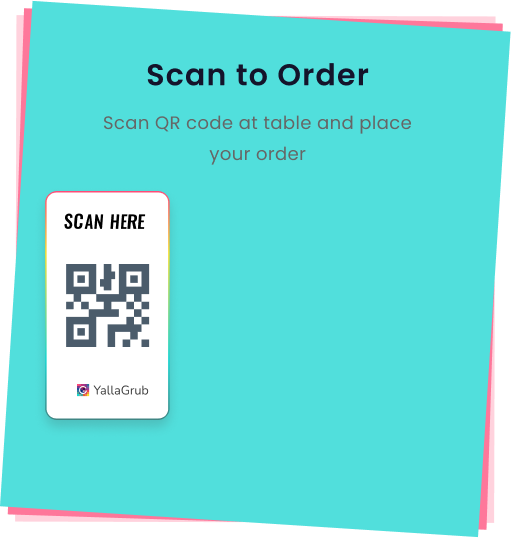 Scan to Order
Scan QR code at table and place
your order
SCAN HERE
YallaGrub